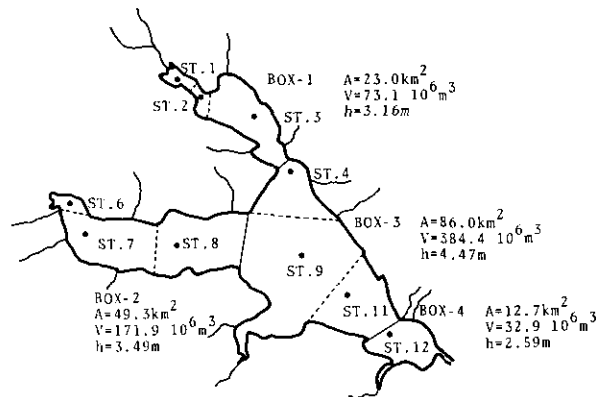 ST.1
BOX-1
A=23.0km²
V=73.1 10⁶m³
h=3.16m
ST.2
ST.3
ST.4
ST.6
ST.7
ST.8
BOX-3
A=86.0km²
V=384.4 10⁶m³
h=4.47m
ST.9
BOX-2
A=49.3km²
V=171.9 10⁶m³
h=3.49m
ST.11
BOX-4
A=12.7km²
V=32.9 10⁶m³
h=2.59m
ST.12